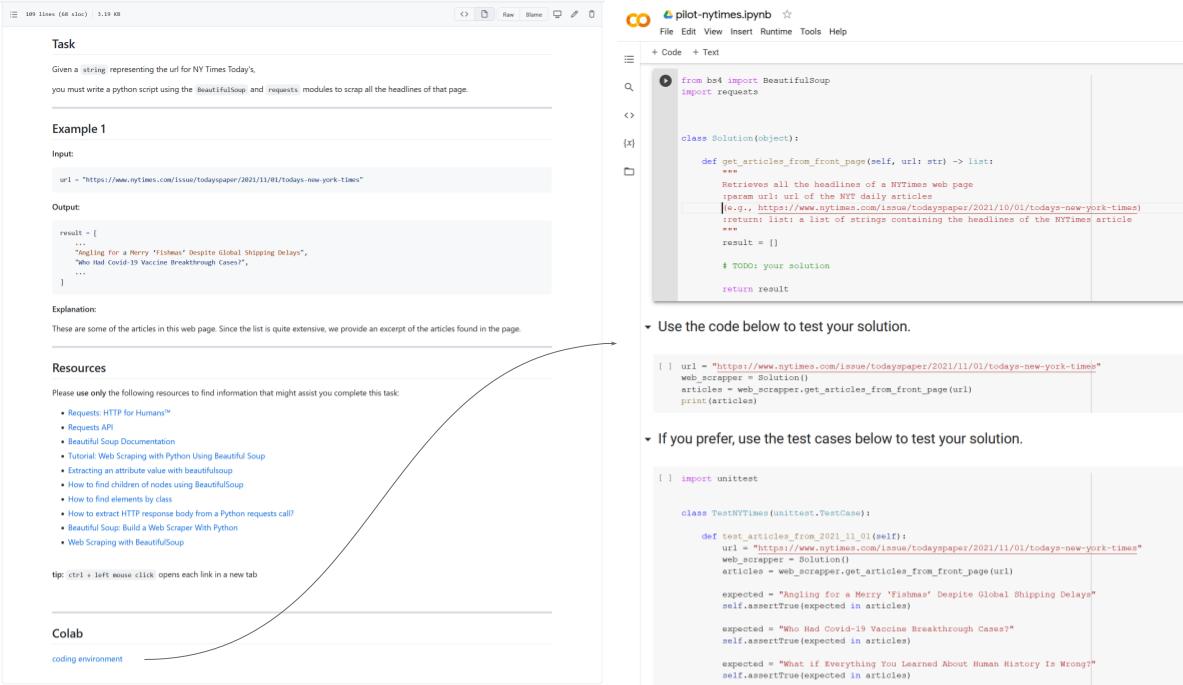 109 lines (68 sloc) | 3.19 KB
<> Raw Blame
Task
Given a string representing the url for NY Times Today's,
you must write a python script using the BeautifulSoup and requests modules to scrap all the headlines of that page.
Example 1
Input:
url = "https://www.nytimes.com/issue/todayspaper/2021/11/01/todays-new-york-times"
Output:
result = [
...
"Angling for a Merry ‘Fishmas’ Despite Global Shipping Delays",
"Who Had Covid-19 Vaccine Breakthrough Cases?",
...
]
Explanation:
These are some of the articles in this web page. Since the list is quite extensive, we provide an excerpt of the articles found in the page.
Resources
Please use only the following resources to find information that might assist you complete this task:
• Requests: HTTP for Humans™
• Requests API
• Beautiful Soup Documentation
• Tutorial: Web Scraping with Python Using Beautiful Soup
• Extracting an attribute value with beautifulsoup
• How to find children of nodes using BeautifulSoup
• How to find elements by class
• How to extract HTTP response body from a Python requests call?
• Beautiful Soup: Build a Web Scraper With Python
• Web Scraping with BeautifulSoup
tip: ctrl + left mouse click opens each link in a new tab
Colab
coding environment
CO pilot-nytimes.ipynb
File Edit View Insert Runtime Tools Help
+ Code + Text
<>
{x}
from bs4 import BeautifulSoup
import requests
class Solution(object):
def get_articles_from_front_page(self, url: str) -> list:
"""
Retrieves all the headlines of a NYTimes web page
:param url: url of the NYT daily articles
(e.g., https://www.nytimes.com/issue/todayspaper/2021/10/01/todays-new-york-times)
:return: list: a list of strings containing the headlines of the NYTimes article
"""
result = []
# TODO: your solution
return result
Use the code below to test your solution.
[ ] url = "https://www.nytimes.com/issue/todayspaper/2021/11/01/todays-new-york-times"
web_scrapper = Solution()
articles = web_scrapper.get_articles_from_front_page(url)
print(articles)
If you prefer, use the test cases below to test your solution.
[ ] import unittest
class TestNYTimes(unittest.TestCase):
def test_articles_from_2021_11_01(self):
url = "https://www.nytimes.com/issue/todayspaper/2021/11/01/todays-new-york-times"
web_scrapper = Solution()
articles = web_scrapper.get_articles_from_front_page(url)
expected = "Angling for a Merry ‘Fishmas’ Despite Global Shipping Delays"
self.assertTrue(expected in articles)
expected = "Who Had Covid-19 Vaccine Breakthrough Cases?"
self.assertTrue(expected in articles)
expected = "What if Everything You Learned About Human History Is Wrong?"
self.assertTrue(expected in articles)